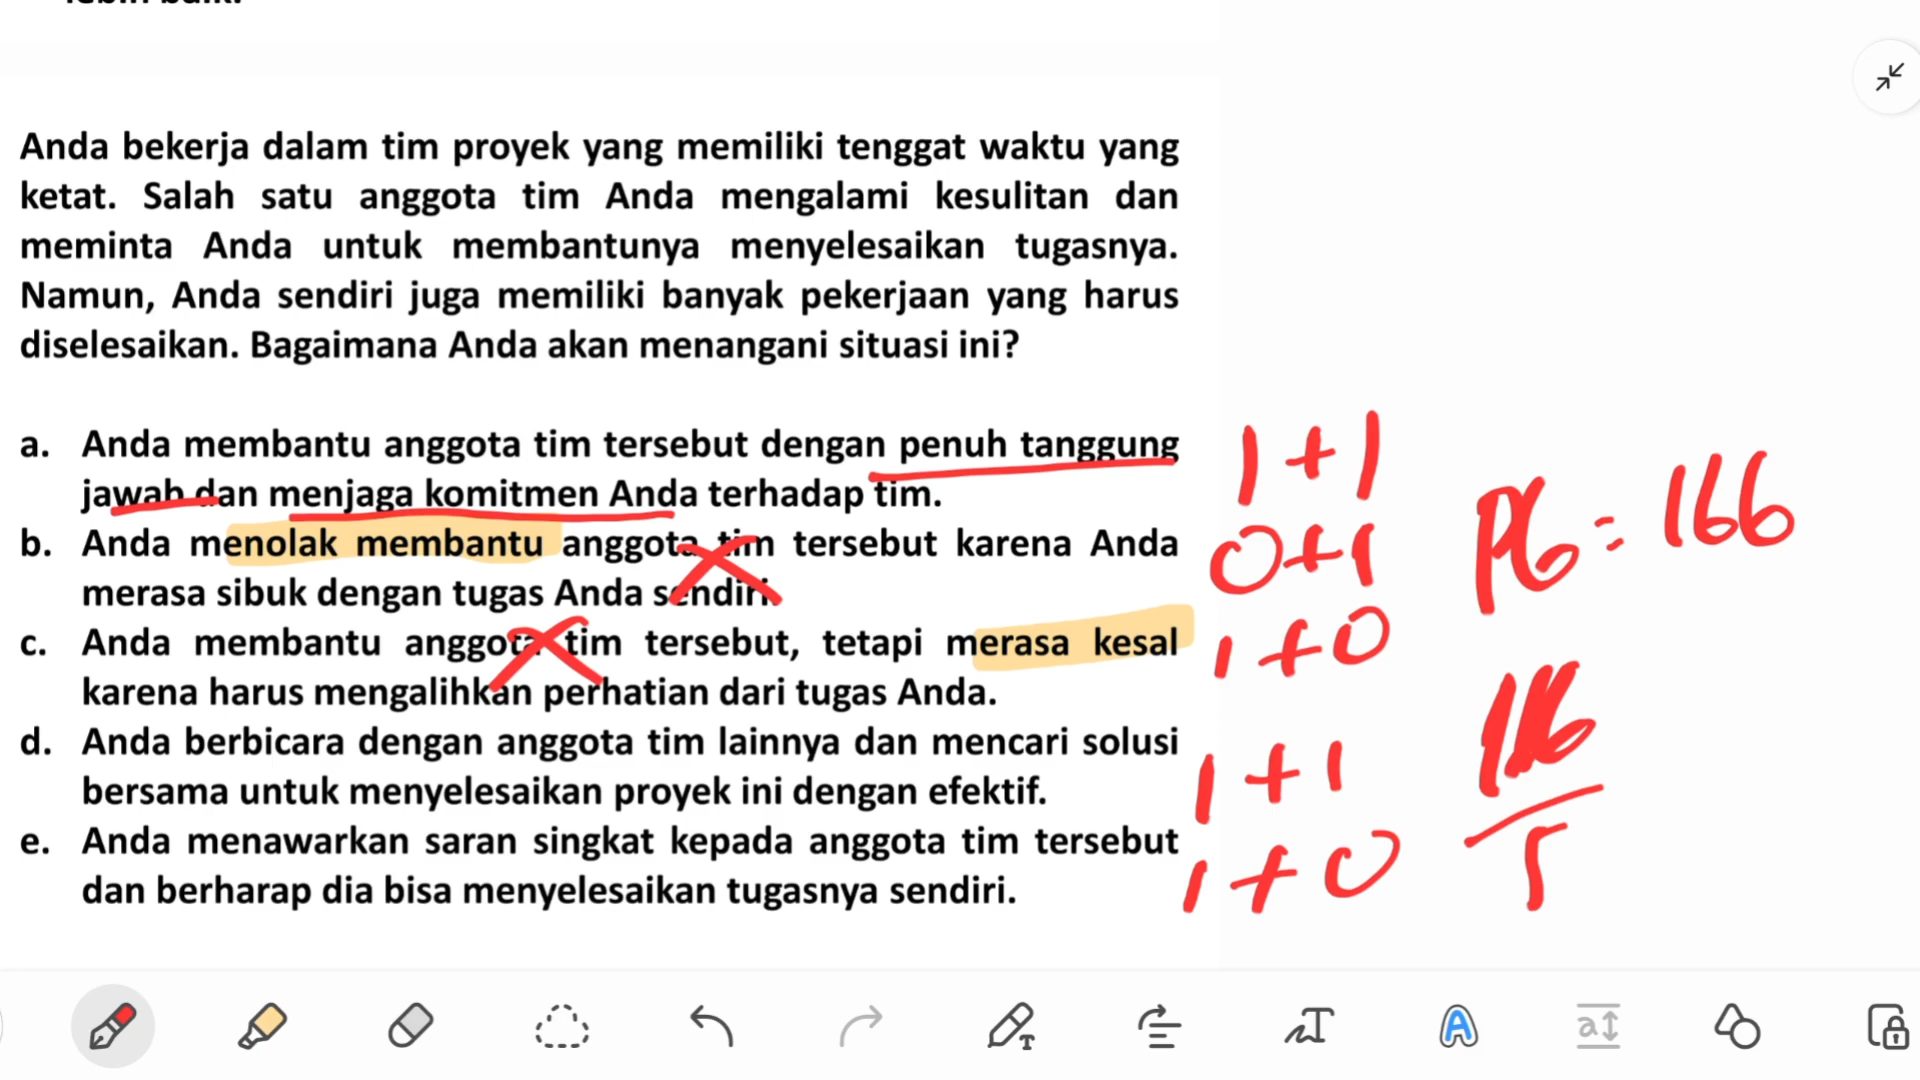 Anda bekerja dalam tim proyek yang memiliki tenggat waktu yang
ketat. Salah satu anggota tim Anda mengalami kesulitan dan
meminta Anda untuk membantunya menyelesaikan tugasnya.
Namun, Anda sendiri juga memiliki banyak pekerjaan yang harus
diselesaikan. Bagaimana Anda akan menangani situasi ini?
a. Anda membantu anggota tim tersebut dengan penuh tanggung
jawab dan menjaga komitmen Anda terhadap tim.
b. Anda menolak membantu anggota tim tersebut karena Anda
merasa sibuk dengan tugas Anda sendiri.
c. Anda membantu anggota tim tersebut, tetapi merasa kesal
karena harus mengalihkan perhatian dari tugas Anda.
d. Anda berbicara dengan anggota tim lainnya dan mencari solusi
bersama untuk menyelesaikan proyek ini dengan efektif.
e. Anda menawarkan saran singkat kepada anggota tim tersebut
dan berharap dia bisa menyelesaikan tugasnya sendiri.
1+1
0+1
1+0
1+1
1+0
PG = 166